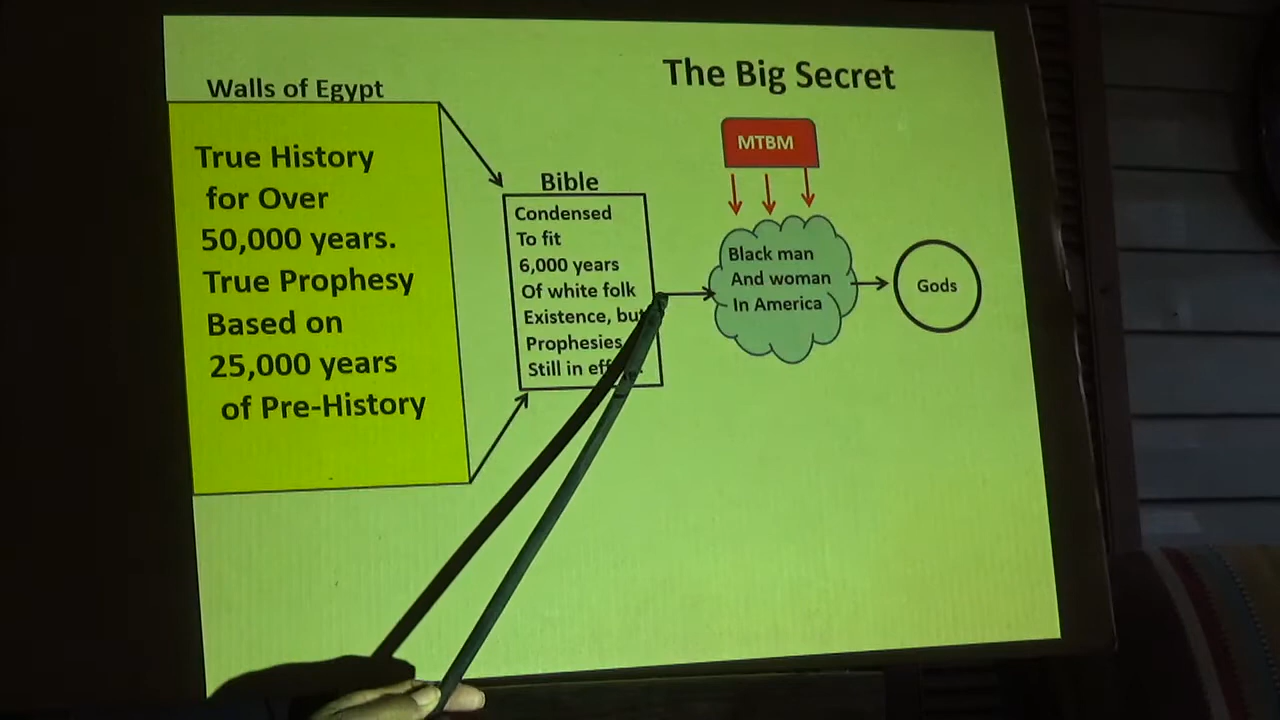 The Big Secret
Walls of Egypt
True History
for Over
50,000 years.
True Prophesy
Based on
25,000 years
of Pre-History
Bible
Condensed
To fit
6,000 years
Of white folk
Existence, but
Prophesies
Still in
MTBM
Black man
And woman
In America
Gods